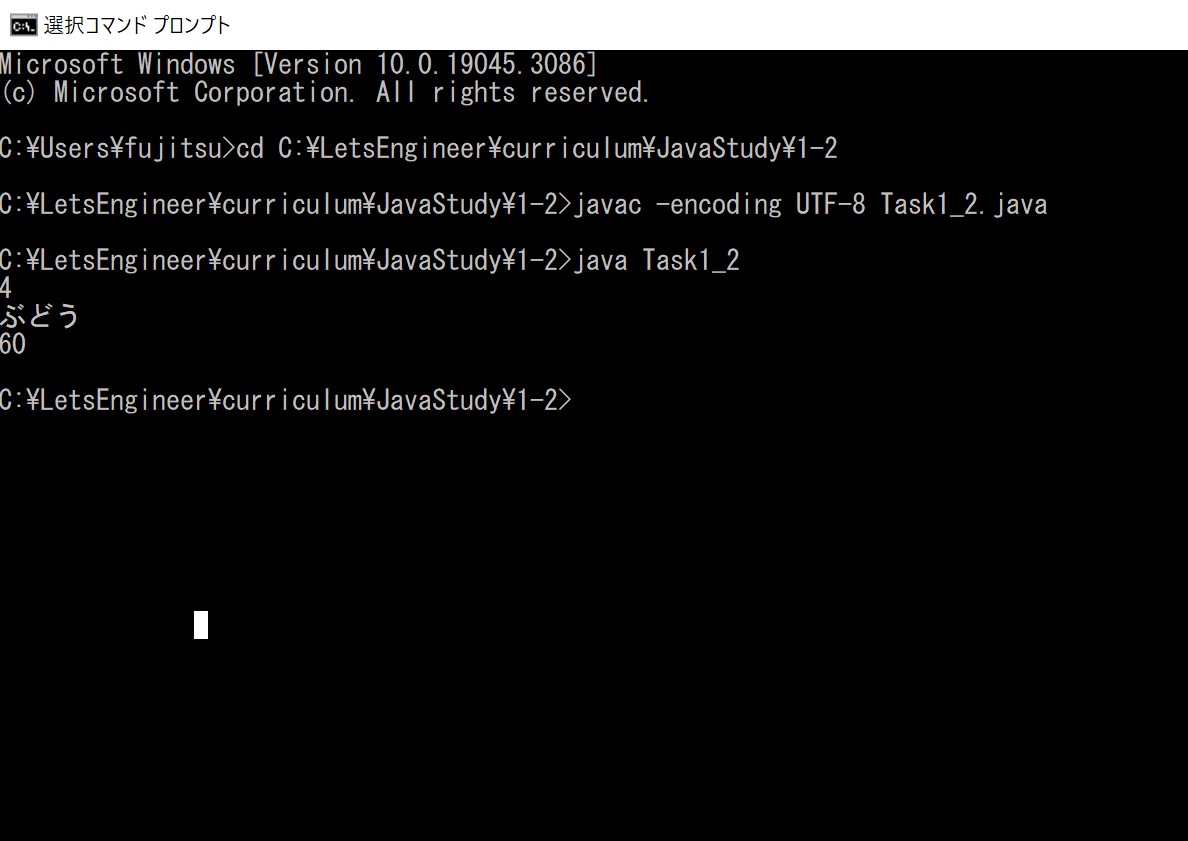 選択コマンド プロンプト
Microsoft Windows [Version 10.0.19045.3086]
(c) Microsoft Corporation. All rights reserved.
C:¥Users¥fujitsu>cd C:¥LetsEngineer¥curriculum¥JavaStudy¥1-2
C:¥LetsEngineer¥curriculum¥JavaStudy¥1-2>javac -encoding UTF-8 Task1_2.java
C:¥LetsEngineer¥curriculum¥JavaStudy¥1-2>java Task1_2
4
ぶどう
60
C:¥LetsEngineer¥curriculum¥JavaStudy¥1-2>